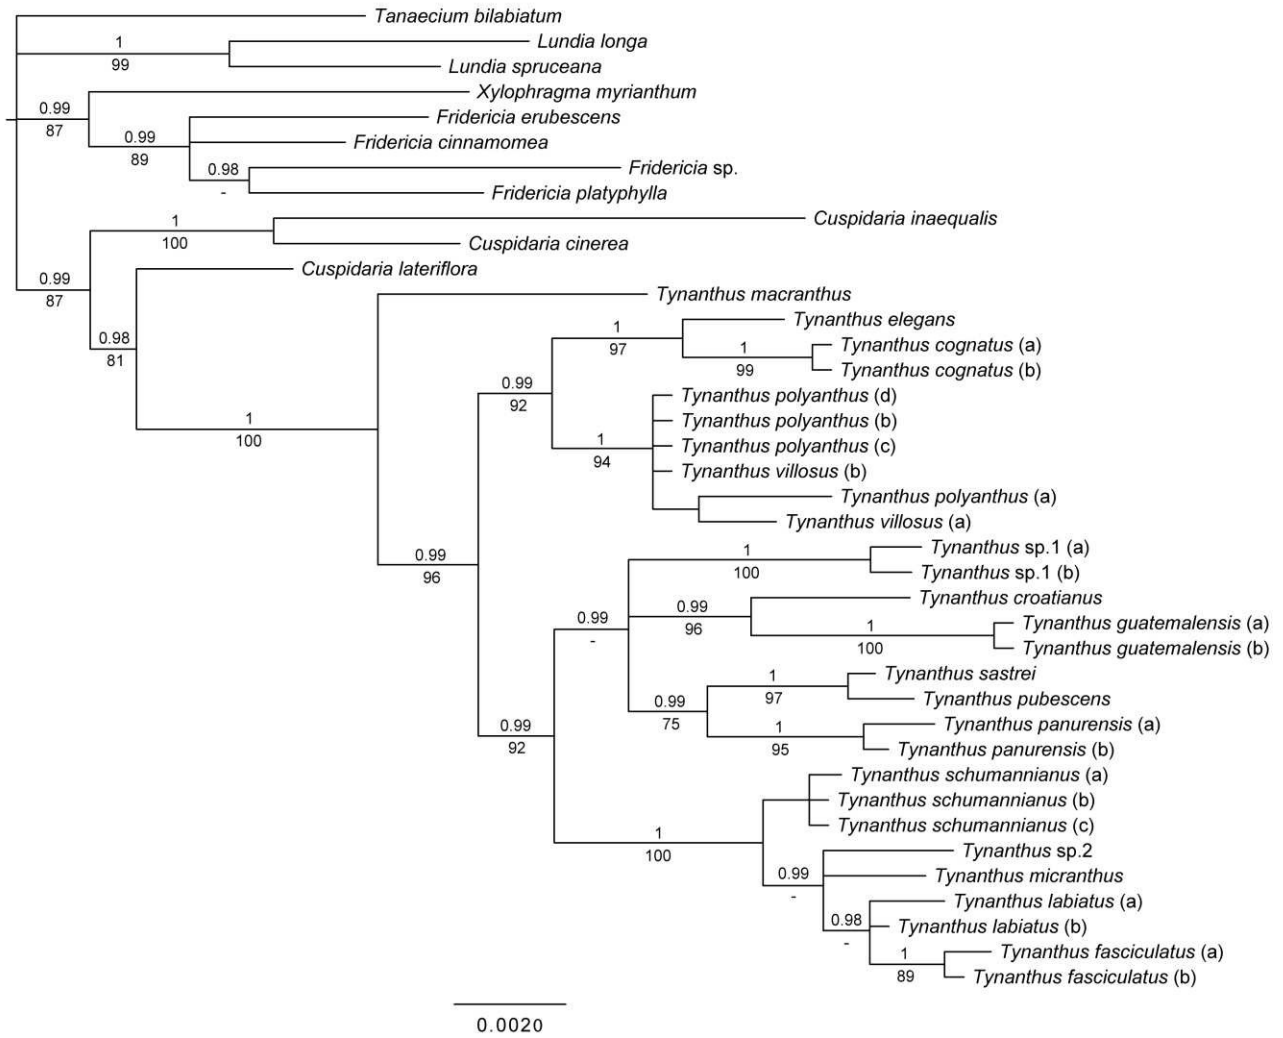 Tanaecium bilabiatum
1
Lundia longa
99
Lundia spruceana
Xylophragma myrianthum
0.99
87
Fridericia erubescens
0.99
Fridericia cinnamomea
89
0.98
Fridericia sp.
-
Fridericia platyphylla
1
Cuspidaria inaequalis
100
Cuspidaria cinerea
Cuspidaria lateriflora
0.99
87
Tynanthus macranthus
Tynanthus elegans
1
97
0.98
81
1
Tynanthus cognatus (a)
99
Tynanthus cognatus (b)
0.99
92
Tynanthus polyanthus (d)
Tynanthus polyanthus (b)
1
100
1
94
Tynanthus polyanthus (c)
Tynanthus villosus (b)
Tynanthus polyanthus (a)
Tynanthus villosus (a)
0.99
96
1
Tynanthus sp.1 (a)
100
Tynanthus sp.1 (b)
Tynanthus croatianus
0.99
-
0.99
96
1
Tynanthus guatemalensis (a)
100
Tynanthus guatemalensis (b)
1
Tynanthus sastrei
97
Tynanthus pubescens
0.99
75
1
Tynanthus panurensis (a)
95
Tynanthus panurensis (b)
0.99
92
Tynanthus schumannianus (a)
Tynanthus schumannianus (b)
Tynanthus schumannianus (c)
1
100
Tynanthus sp.2
0.99
-
Tynanthus micranthus
Tynanthus labiatus (a)
0.98
-
Tynanthus labiatus (b)
1
Tynanthus fasciculatus (a)
89
Tynanthus fasciculatus (b)
0.0020